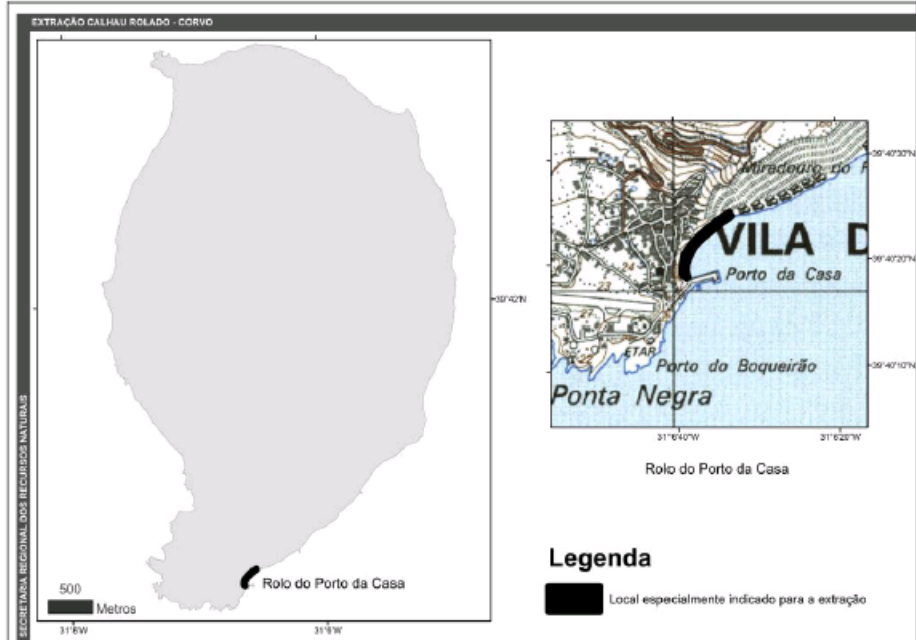 EXTRAÇÃO CALHAU ROLADO - CORVO
SECRETARIA REGIONAL DOS RECURSOS NATURAIS
39°42'N
Rolo do Porto da Casa
500
Metros
31°8'W
31°6'W
Miradouro do
39°40'30"N
VILA D
24
39°40'20"N
Porto da Casa
23
ETAR
Porto do Boqueirão
39°40'10"N
Ponta Negra
31°6'40"W
31°6'20"W
Rolo do Porto da Casa
Legenda
Local especialmente indicado para a extração